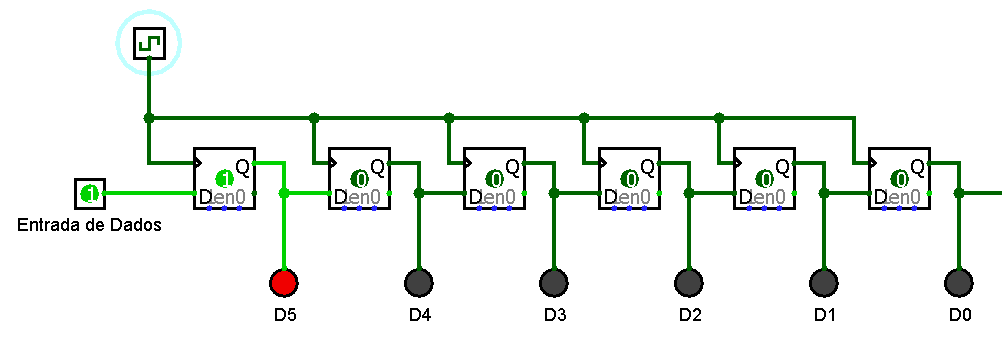 1 Entrada de Dados
Q D 1 en0
Q D 0 en0
Q D 0 en0
Q D 0 en0
Q D 0 en0
Q D 0 en0
D5 D4 D3 D2 D1 D0